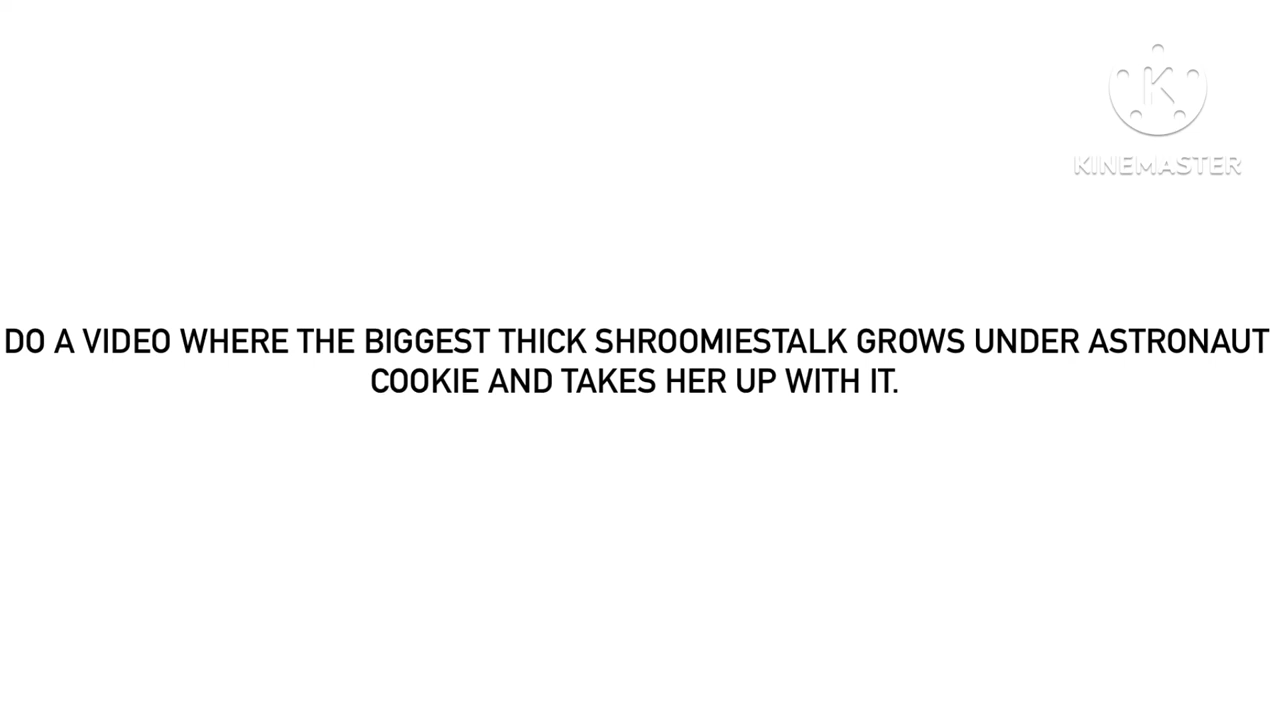 KINEMASTER
DO A VIDEO WHERE THE BIGGEST THICK SHROOMIESTALK GROWS UNDER ASTRONAUT
COOKIE AND TAKES HER UP WITH IT.